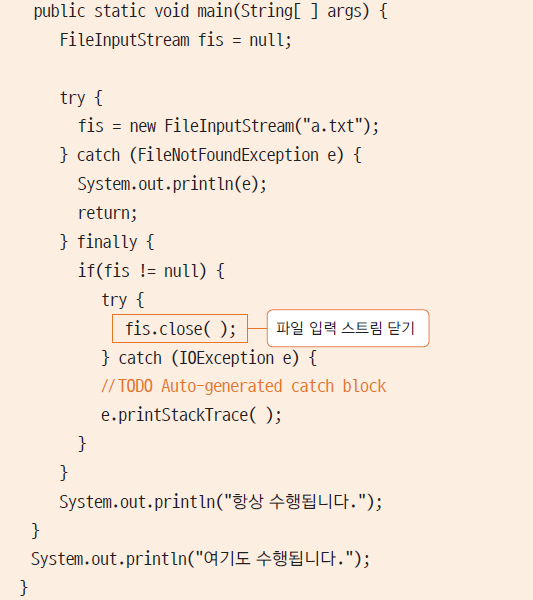 public static void main(String[ ] args) {
FileInputStream fis = null;
try {
fis = new FileInputStream("a.txt");
} catch (FileNotFoundException e) {
System.out.println(e);
return;
} finally {
if(fis != null) {
try {
fis.close( ); 파일 입력 스트림 닫기
} catch (IOException e) {
//TODO Auto-generated catch block
e.printStackTrace( );
}
}
System.out.println("항상 수행됩니다.");
}
System.out.println("여기도 수행됩니다.");
}